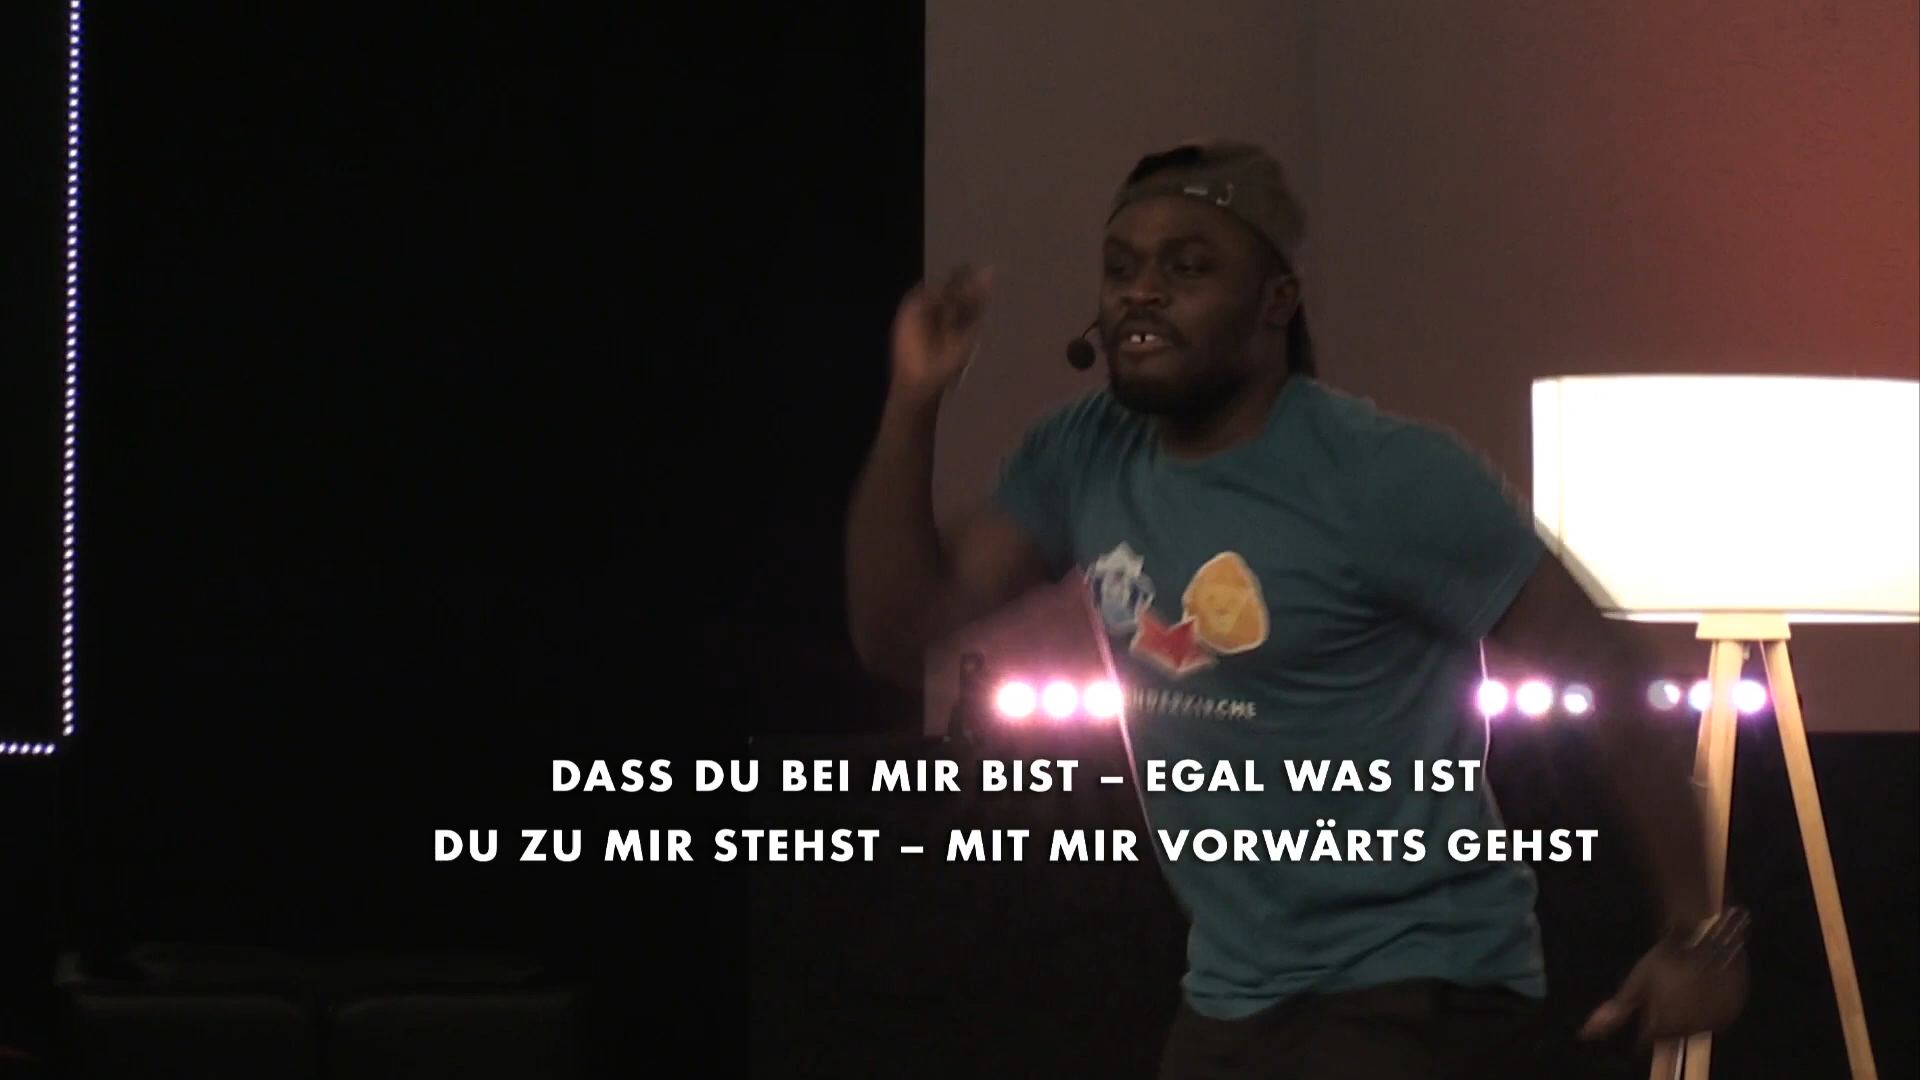 DASS DU BEI MIR BIST – EGAL WAS IST
DU ZU MIR STEHST – MIT MIR VORWÄRTS GEHST